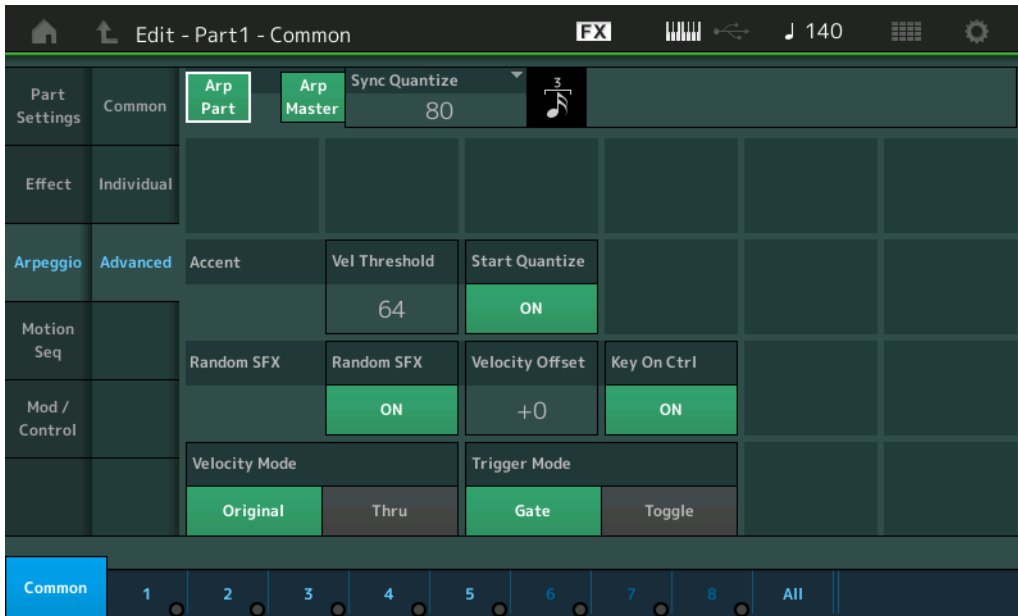 Edit - Part1 - Common
FX
140
Part
Settings
Common
Arp
Part
Arp
Master
Sync Quantize
80
3
Effect
Individual
Arpeggio
Advanced
Accent
Vel Threshold
Start Quantize
64
ON
Motion
Seq
Random SFX
Random SFX
Velocity Offset
Key On Ctrl
ON
+0
ON
Mod /
Control
Velocity Mode
Trigger Mode
Original
Thru
Gate
Toggle
Common
1
2
3
4
5
6
7
8
All